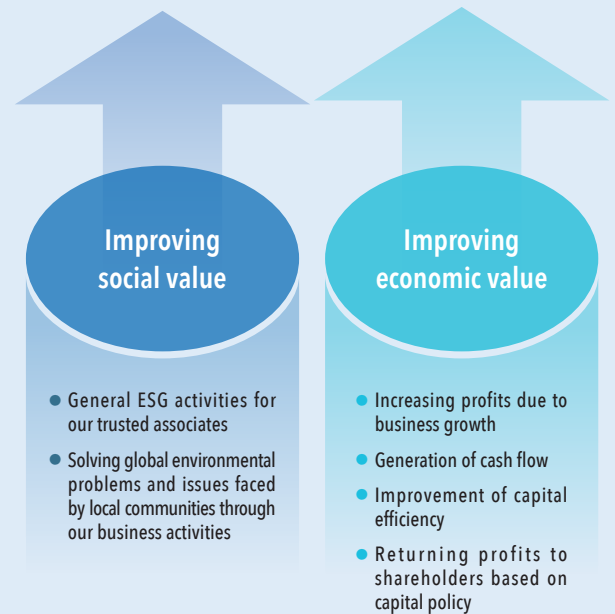 Improving
social value
General ESG activities for
our trusted associates
Solving global environmental
problems and issues faced
by local communities through
our business activities
Improving
economic value
Increasing profits due to
business growth
Generation of cash flow
Improvement of capital
efficiency
Returning profits to
shareholders based on
capital policy